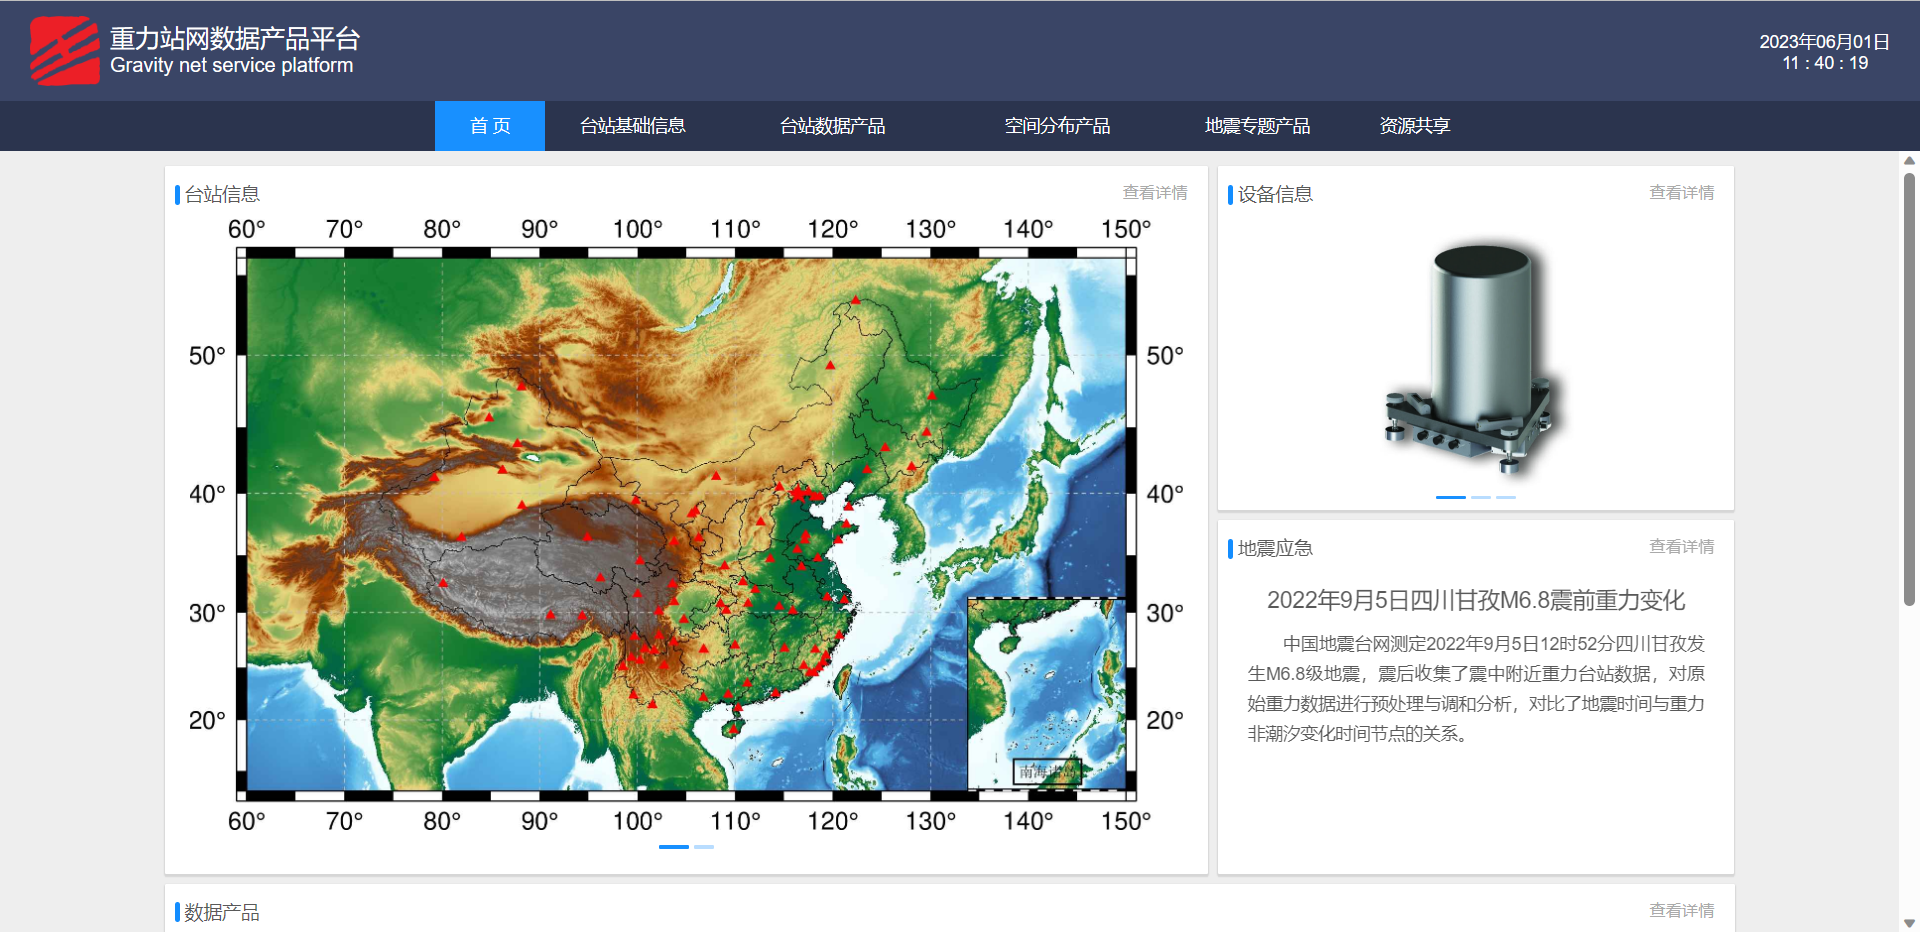 重力站网数据产品平台
Gravity net service platform
2023年06月01日
11 : 40 : 19
首 页
台站基础信息
台站数据产品
空间分布产品
地震专题产品
资源共享
台站信息
查看详情
60° 70° 80° 90° 100° 110° 120° 130° 140° 150°
50° 50°
40° 40°
30° 30°
20° 20°
南海诸岛
60° 70° 80° 90° 100° 110° 120° 130° 140° 150°
设备信息
查看详情
地震应急
查看详情
2022年9月5日四川甘孜M6.8震前重力变化
中国地震台网测定2022年9月5日12时52分四川甘孜发
生M6.8级地震，震后收集了震中附近重力台站数据，对原
始重力数据进行预处理与调和分析，对比了地震时间与重力
非潮汐变化时间节点的关系。
数据产品
查看详情